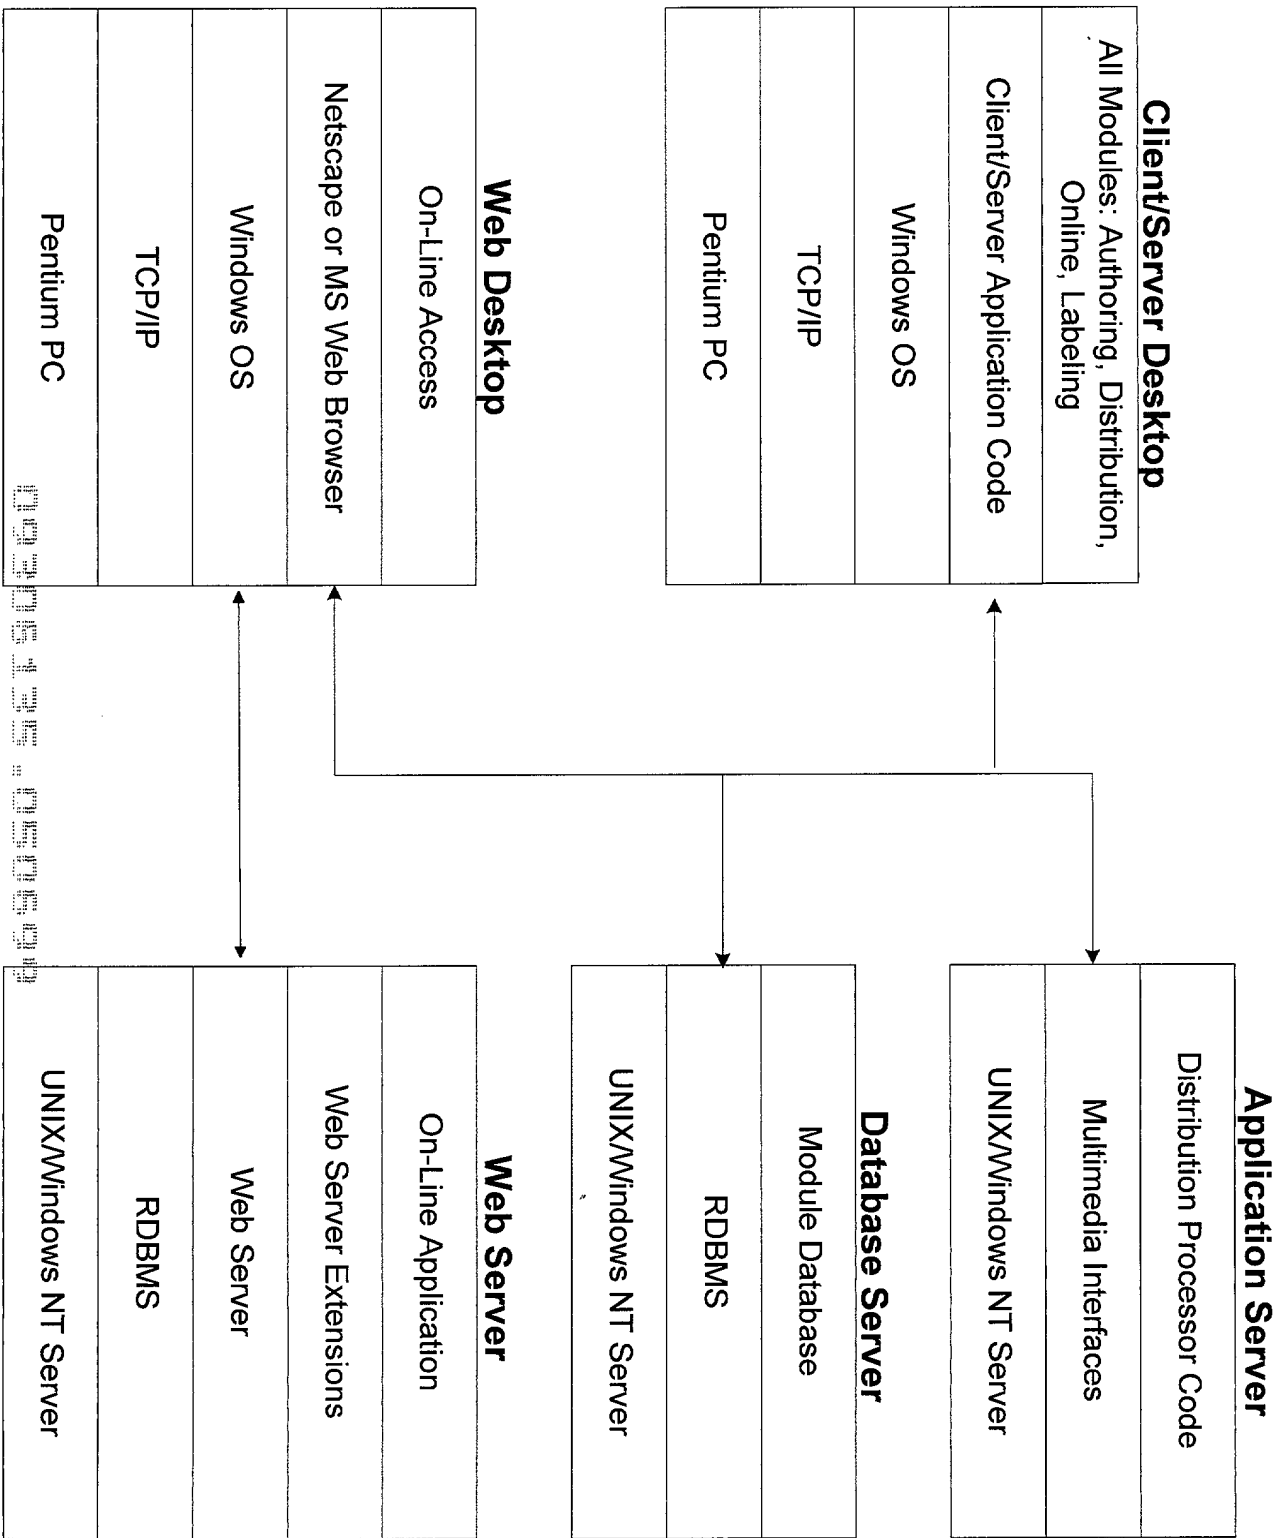 Client/Server Desktop
All Modules: Authoring, Distribution,
Online, Labeling
Client/Server Application Code
Windows OS
TCP/IP
Pentium PC
Web Desktop
On-Line Access
Netscape or MS Web Browser
Windows OS
TCP/IP
Pentium PC
Application Server
Distribution Processor Code
Multimedia Interfaces
UNIX/Windows NT Server
Database Server
Module Database
RDBMS
UNIX/Windows NT Server
Web Server
On-Line Application
Web Server Extensions
Web Server
RDBMS
UNIX/Windows NT Server